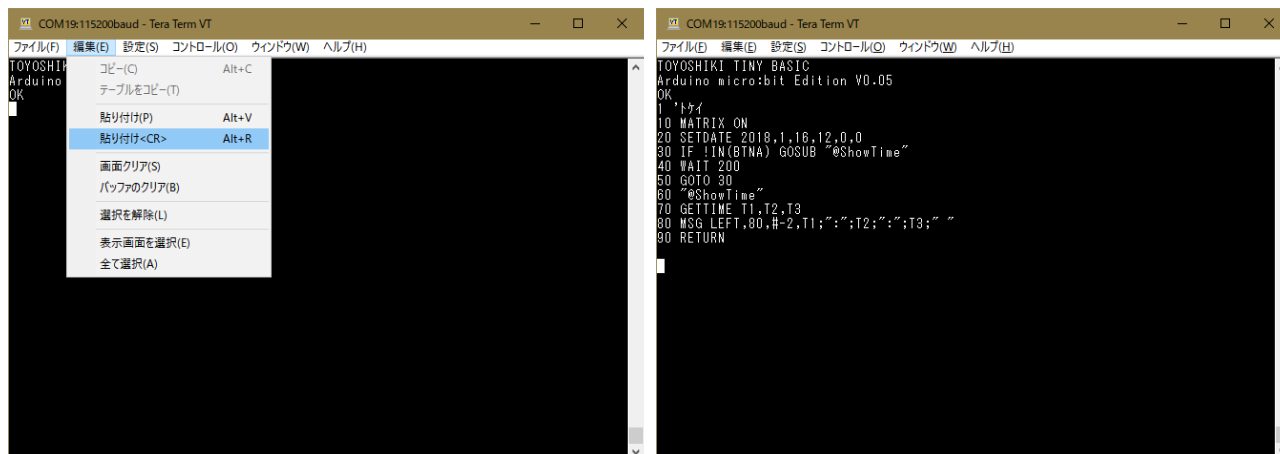 COM19:115200baud - Tera Term VT
ファイル(F) 編集(E) 設定(S) コントロール(O) ウィンドウ(W) ヘルプ(H)
TOYOSHIK
Arduino
OK
コピー(C) Alt+C
テーブルをコピー(T)
貼り付け(P) Alt+V
貼り付け<CR> Alt+R
画面クリア(S)
バッファのクリア(B)
選択を解除(L)
表示画面を選択(E)
全て選択(A)
COM19:115200baud - Tera Term VT
ファイル(F) 編集(E) 設定(S) コントロール(O) ウィンドウ(W) ヘルプ(H)
TOYOSHIKI TINY BASIC
Arduino micro:bit Edition V0.05
OK
1 'トケイ
10 MATRIX ON
20 SETDATE 2018,1,16,12,0,0
30 IF !IN(BTNA) GOSUB "@ShowTime"
40 WAIT 200
50 GOTO 30
60 "@ShowTime"
70 GETTIME T1,T2,T3
80 MSG LEFT,80,#-2,T1;":";T2;":";T3;" "
90 RETURN